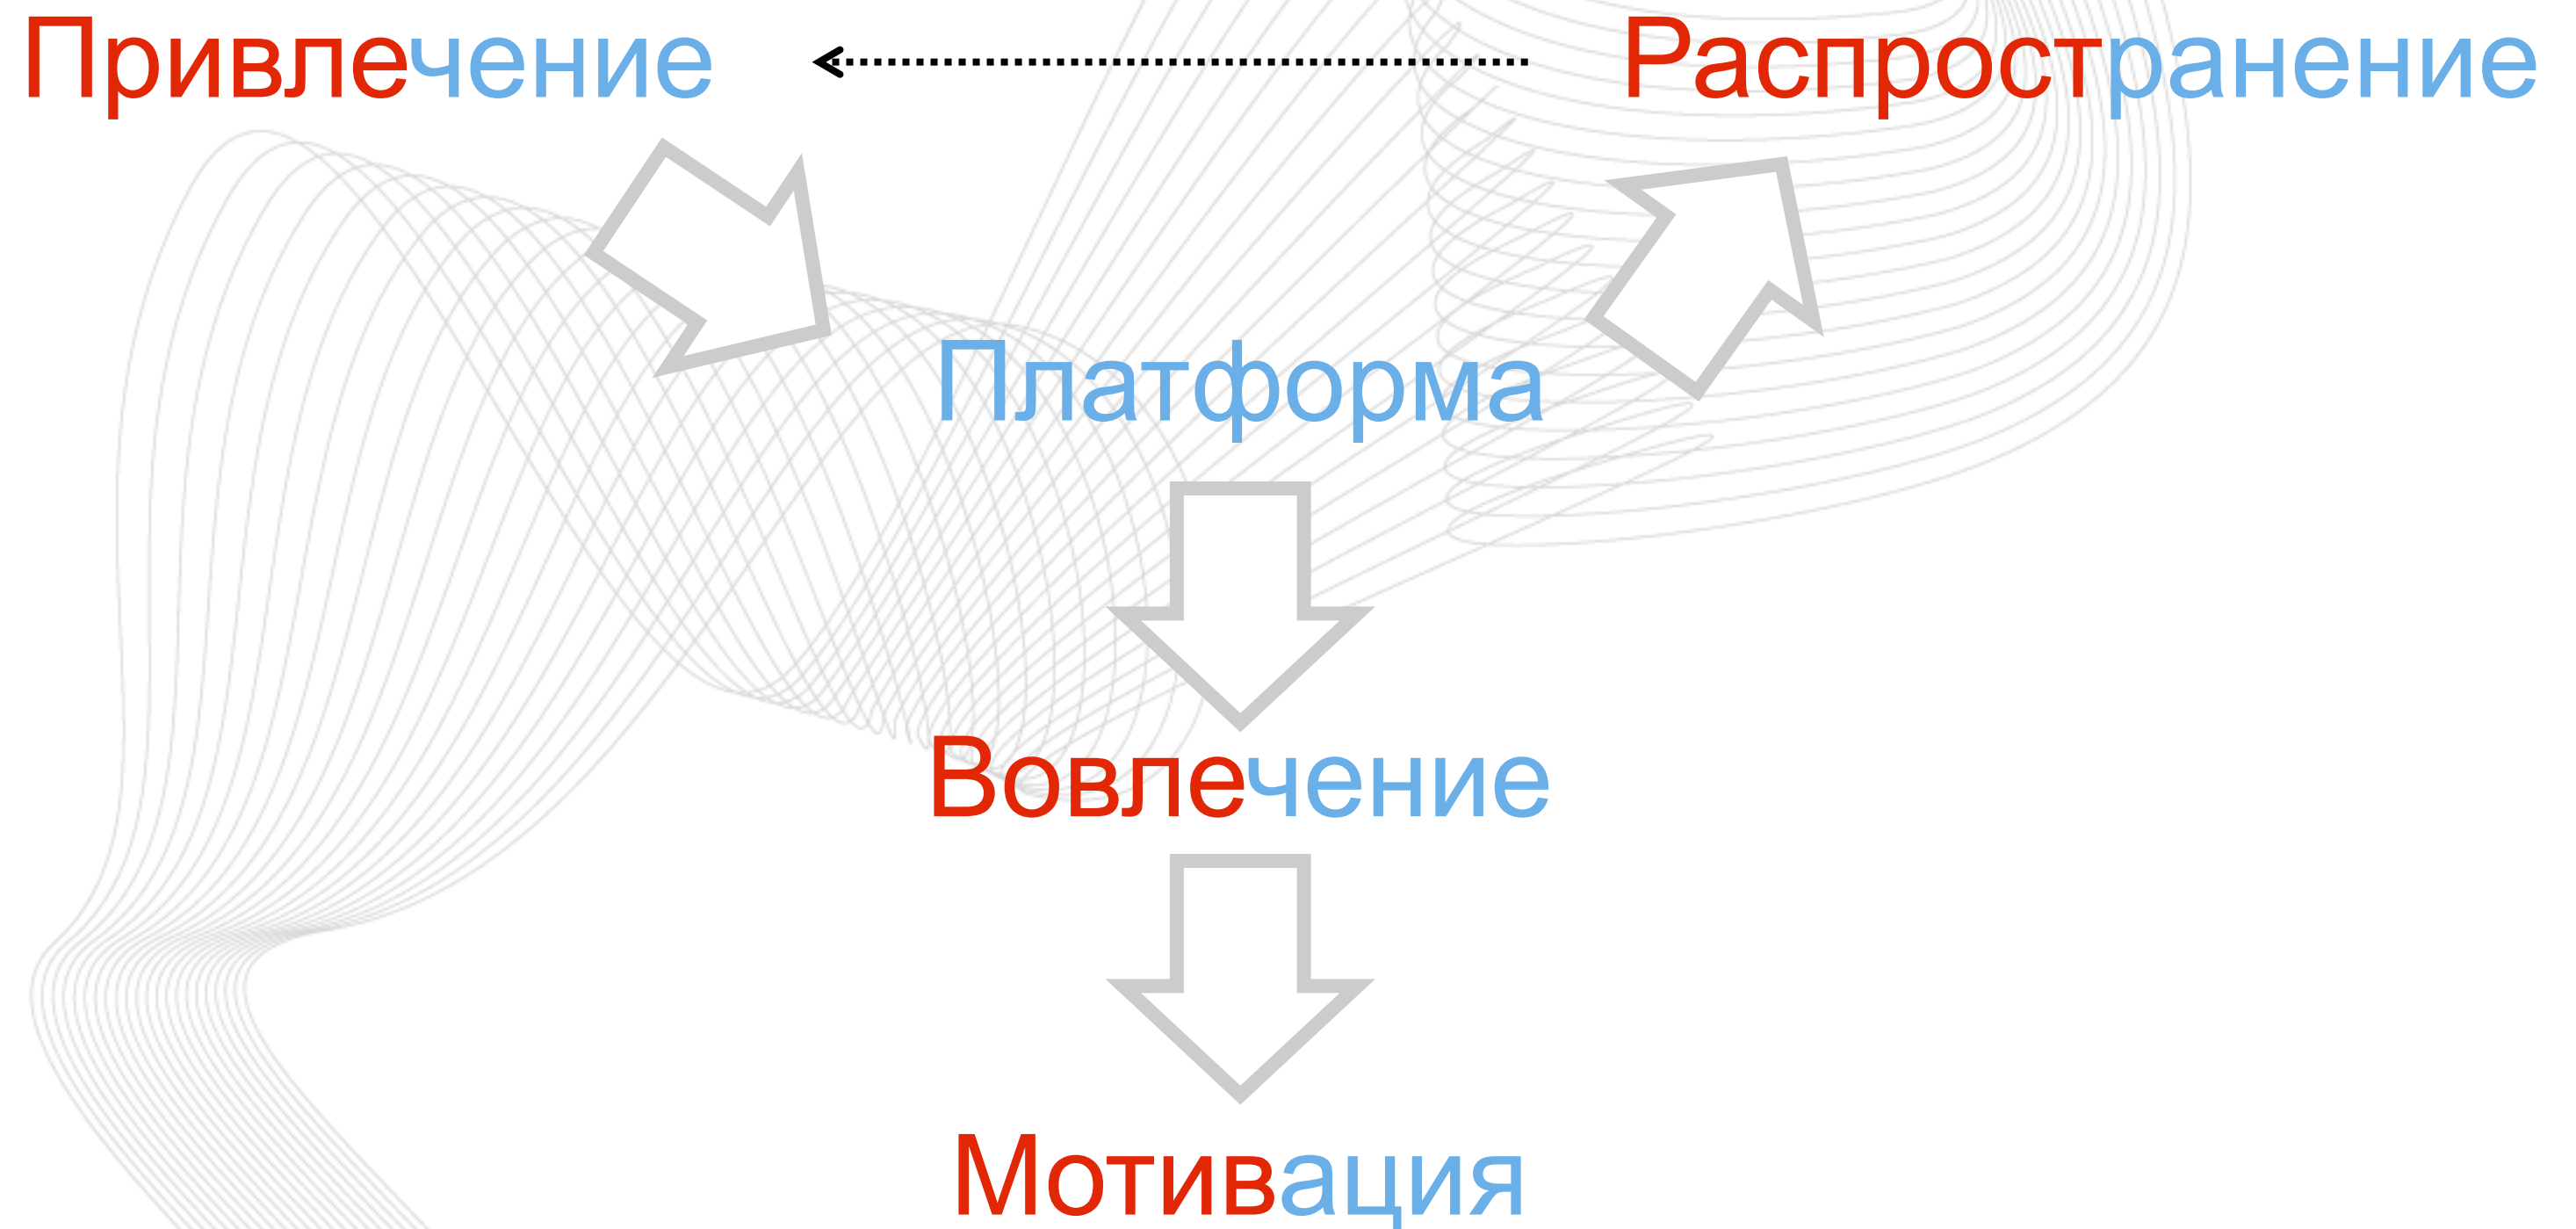 Привлечение
Распространение
Платформа
Вовлечение
Мотивация